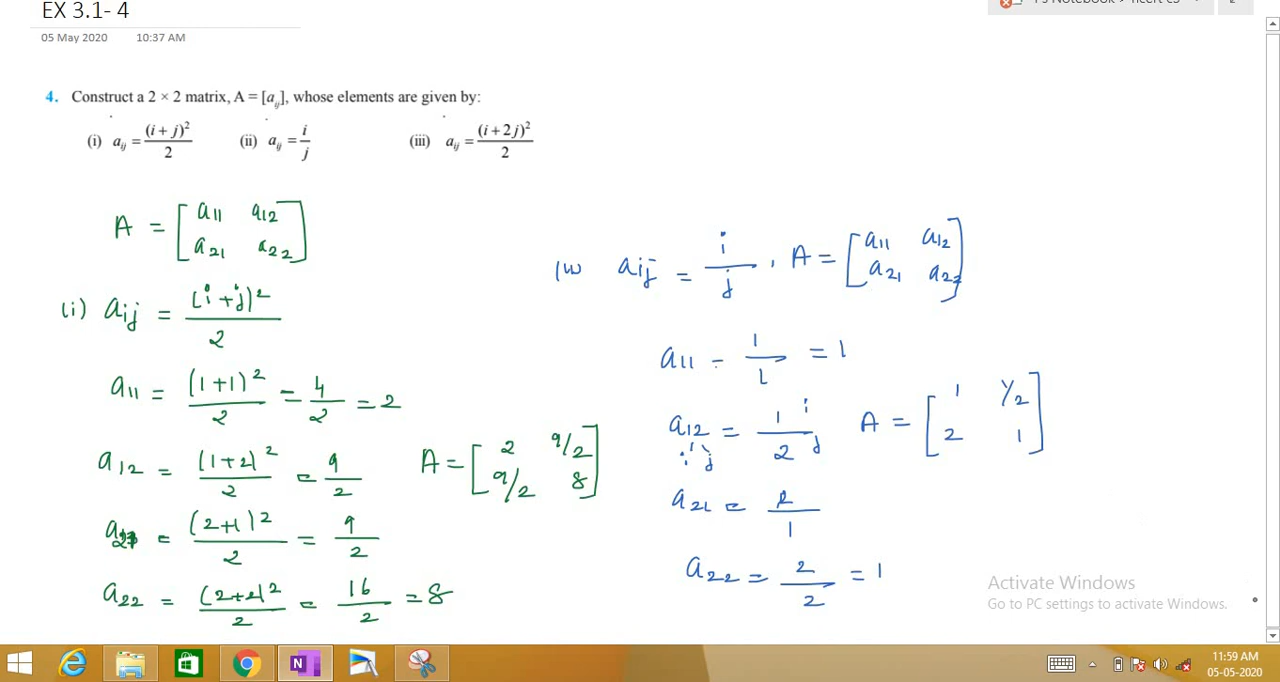 EX 3.1- 4
05 May 2020 10:37 AM
4. Construct a 2 × 2 matrix, A = [aij], whose elements are given by:
(i) aij = (i + j)²/2 (ii) aij = i/j (iii) aij = (i + 2j)²/2
A = [a11 a12
a21 a22]
(i) aij = (i+j)²/2
a11 = (1+1)²/2 = 4/2 = 2
a12 = (1+2)²/2 = 9/2
a21 = (2+1)²/2 = 9/2
a22 = (2+2)²/2 = 16/2 = 8
A = [2 9/2
9/2 8]
aij = i/j, A = [a11 a12
a21 a22]
a11 = 1/1 = 1
a12 = 1/2 i
i j j
a21 = 2/1
a22 = 2/2 = 1
A = [1 1/2
2 1]
Activate Windows
Go to PC settings to activate Windows.
11:59 AM
05-05-2020